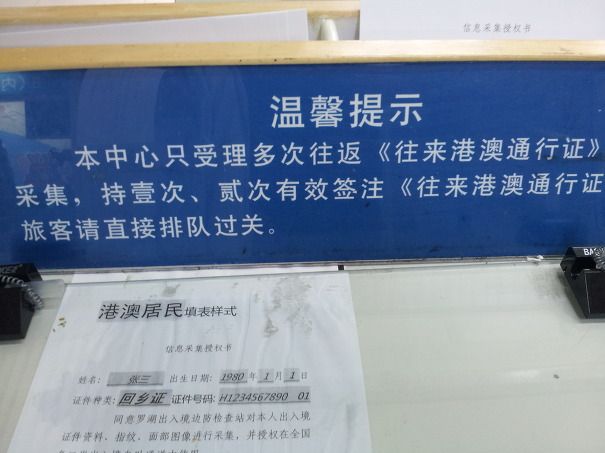 信息采集授权书
温馨提示
本中心只受理多次往返《往来港澳通行证》
采集，持壹次、贰次有效签注《往来港澳通行证
旅客请直接排队过关。
港澳居民填表样式
信息采集授权书
姓名： 张三 出生日期：1980年1月1日
证件种类：回乡证 证件号码：H1234567890 01
同意罗湖出入境边防检查站对本人出入境
证件资料、指纹、面部图像进行采集，并授权在全国